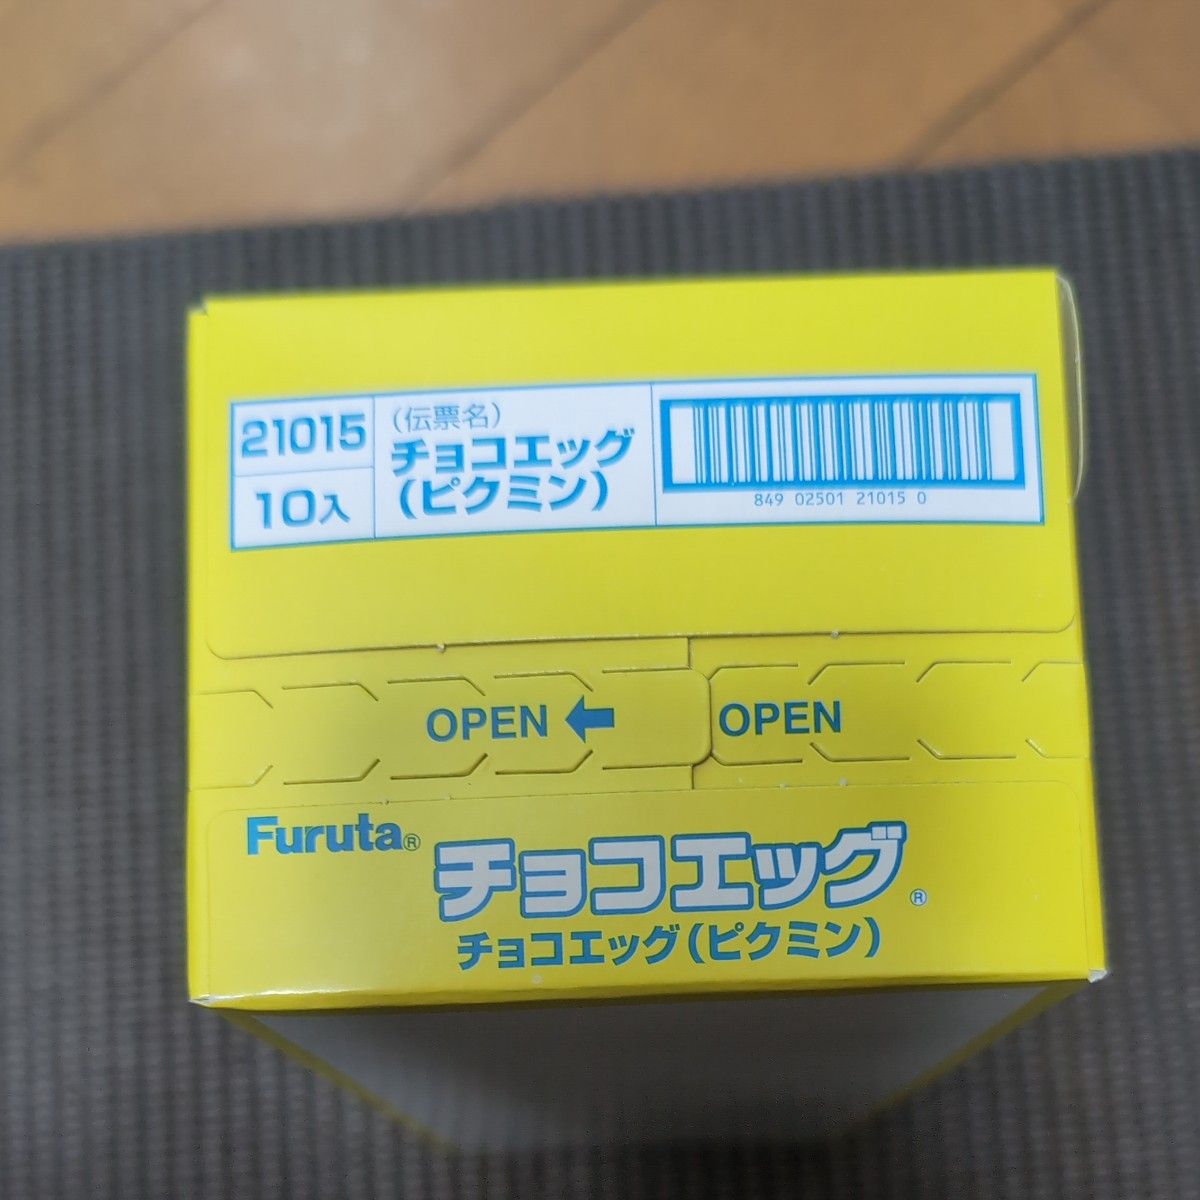 21015
10入
(伝票名)
チョコエッグ
(ピクミン)
849 02501 21015 0
OPEN ← OPEN
Furuta®
チョコエッグ®
チョコエッグ(ピクミン)